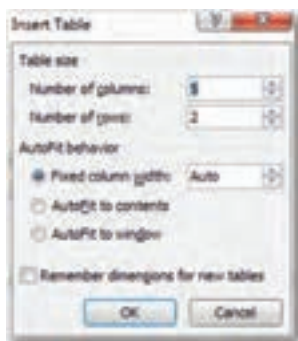 Insert Table
Table size
Number of columns: 5
Number of rows: 2
AutoFit behavior
Fixed column width: Auto
AutoFit to contents
AutoFit to window
Remember dimensions for new tables
OK Cancel